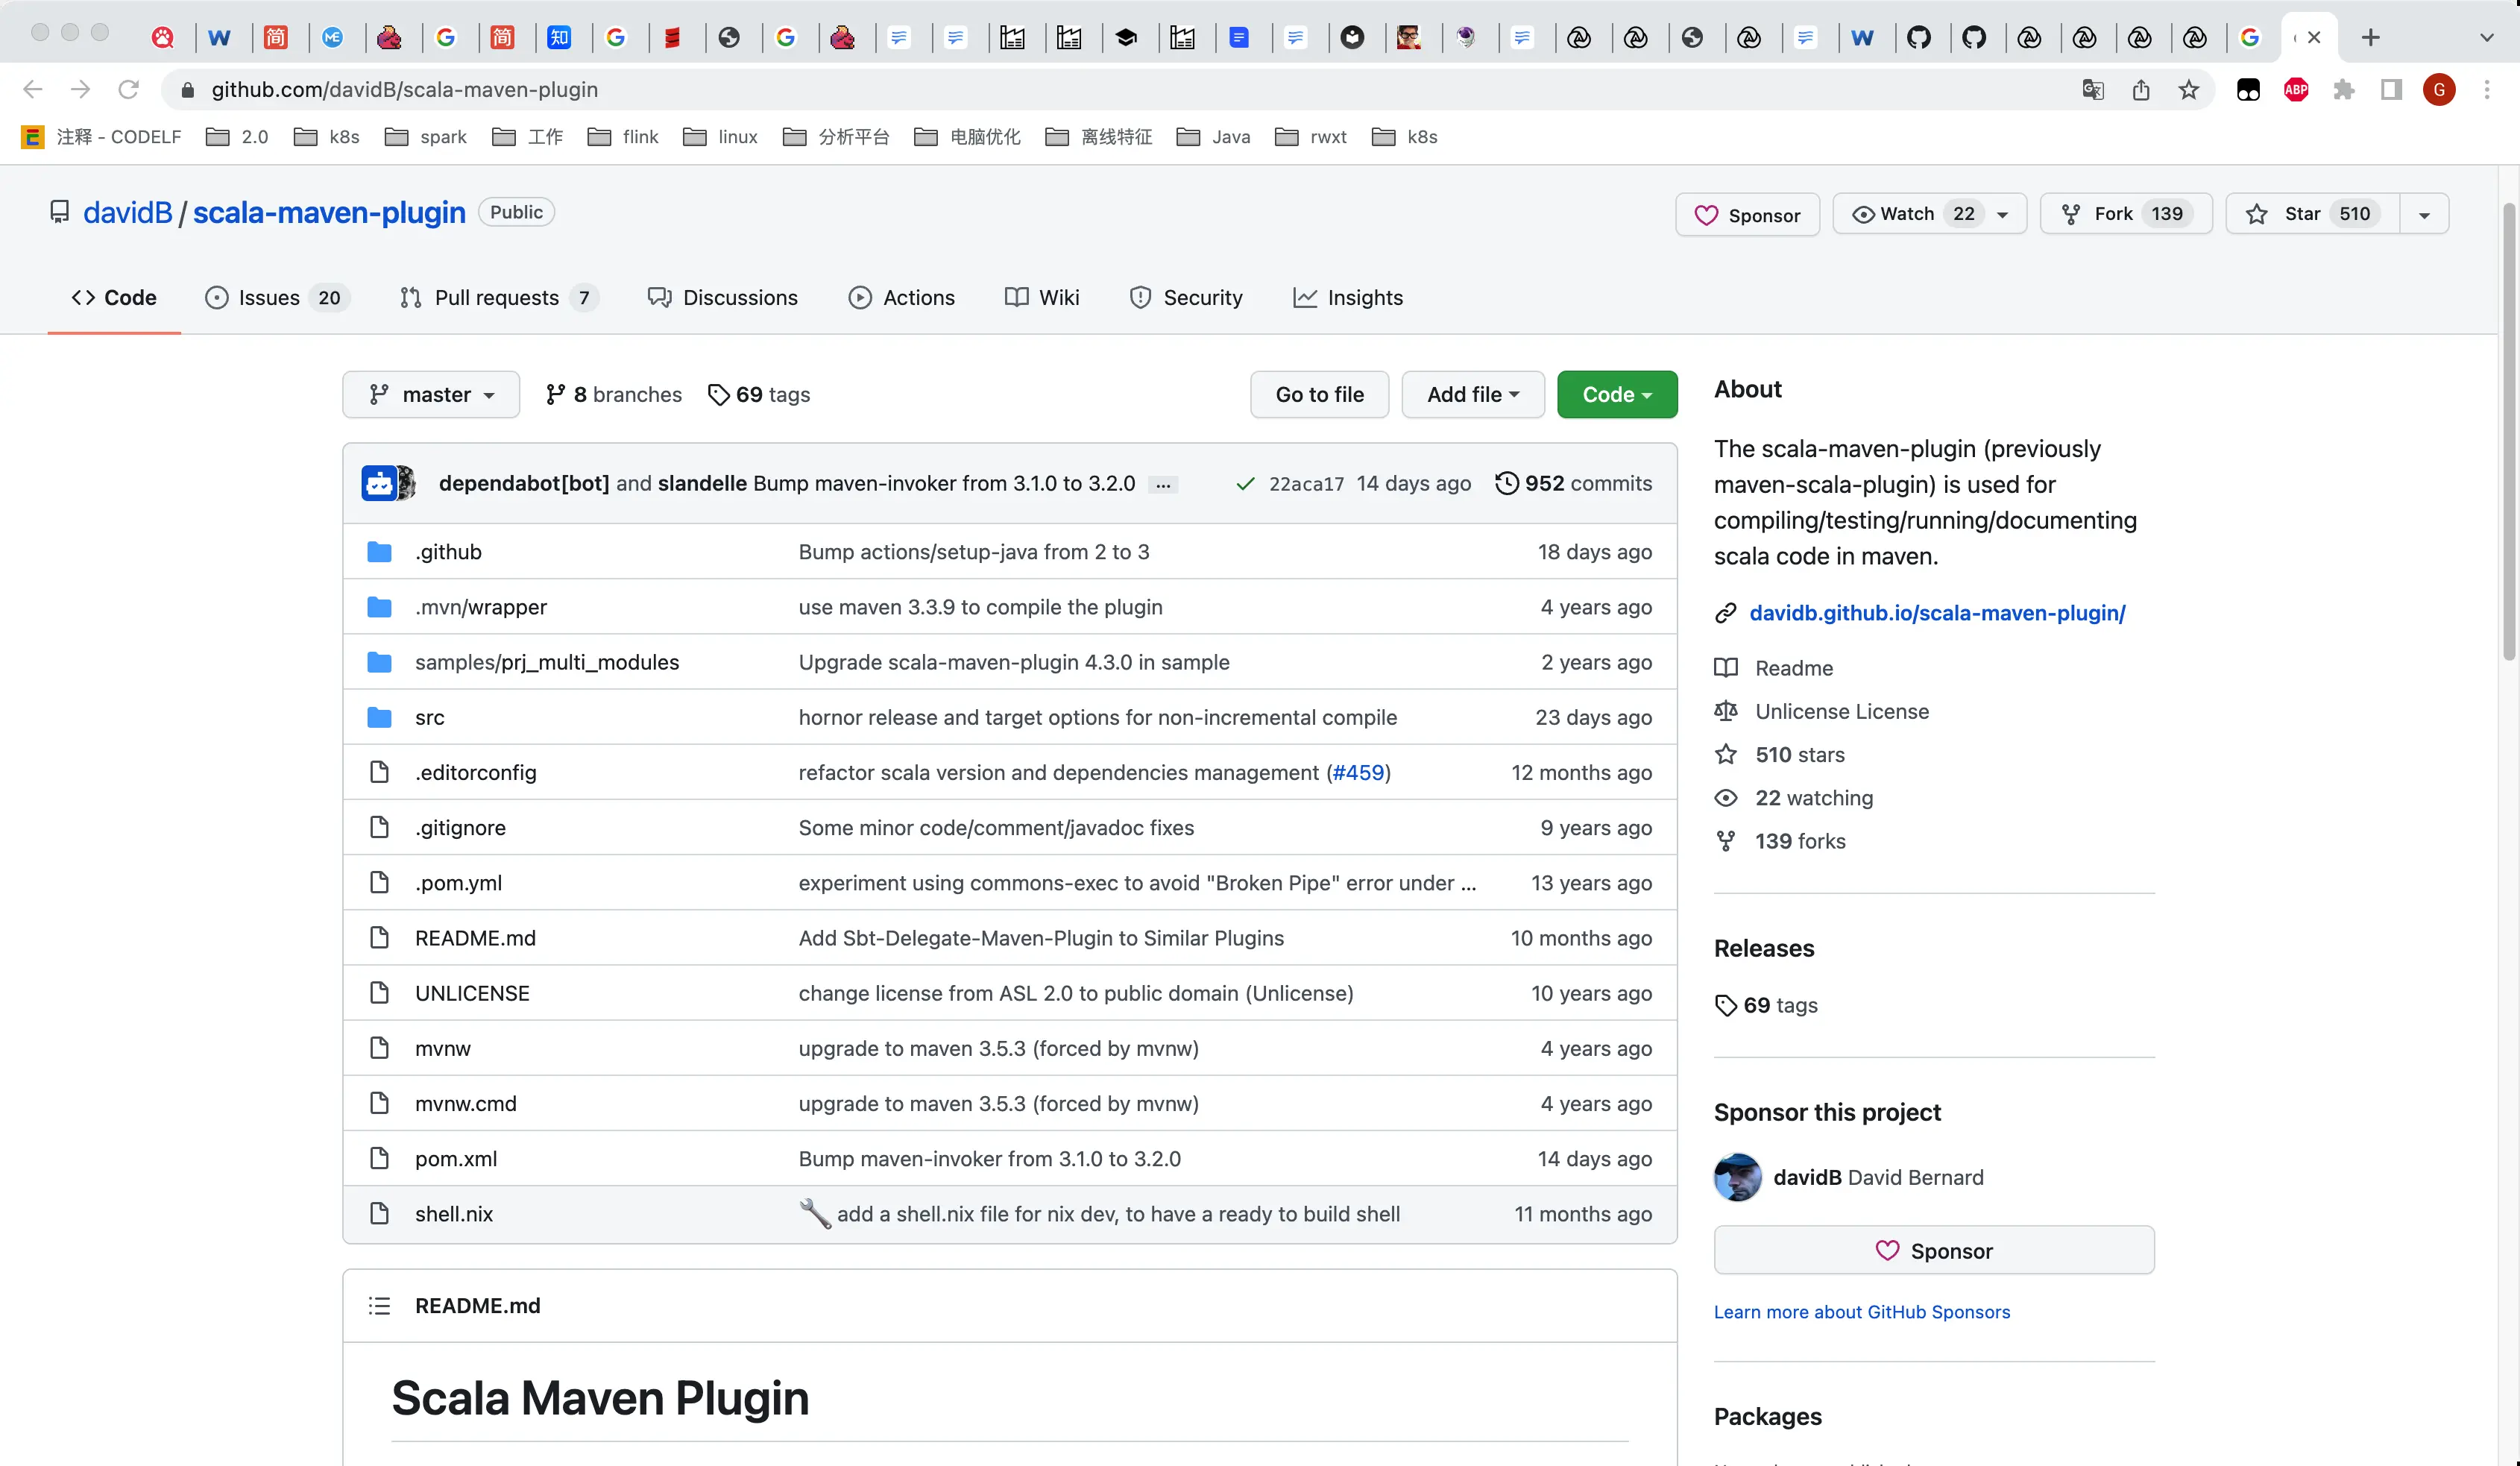 github.com/davidB/scala-maven-plugin
ABP
G
注释 - CODELF 2.0 k8s spark 工作 flink linux 分析平台 电脑优化 离线特征 Java rwxt k8s
davidB / scala-maven-plugin Public
Sponsor Watch 22 Fork 139 Star 510
Code Issues 20 Pull requests 7 Discussions Actions Wiki Security Insights
master 8 branches 69 tags Go to file Add file Code
dependabot[bot] and slandelle Bump maven-invoker from 3.1.0 to 3.2.0 ... 22aca17 14 days ago 952 commits
.github Bump actions/setup-java from 2 to 3 18 days ago
.mvn/wrapper use maven 3.3.9 to compile the plugin 4 years ago
samples/prj_multi_modules Upgrade scala-maven-plugin 4.3.0 in sample 2 years ago
src hornor release and target options for non-incremental compile 23 days ago
.editorconfig refactor scala version and dependencies management (#459) 12 months ago
.gitignore Some minor code/comment/javadoc fixes 9 years ago
.pom.yml experiment using commons-exec to avoid "Broken Pipe" error under ... 13 years ago
README.md Add Sbt-Delegate-Maven-Plugin to Similar Plugins 10 months ago
UNLICENSE change license from ASL 2.0 to public domain (Unlicense) 10 years ago
mvnw upgrade to maven 3.5.3 (forced by mvnw) 4 years ago
mvnw.cmd upgrade to maven 3.5.3 (forced by mvnw) 4 years ago
pom.xml Bump maven-invoker from 3.1.0 to 3.2.0 14 days ago
shell.nix add a shell.nix file for nix dev, to have a ready to build shell 11 months ago
README.md
Scala Maven Plugin
About
The scala-maven-plugin (previously
maven-scala-plugin) is used for
compiling/testing/running/documenting
scala code in maven.
davidb.github.io/scala-maven-plugin/
Readme
Unlicense License
510 stars
22 watching
139 forks
Releases
69 tags
Sponsor this project
davidB David Bernard
Sponsor
Learn more about GitHub Sponsors
Packages